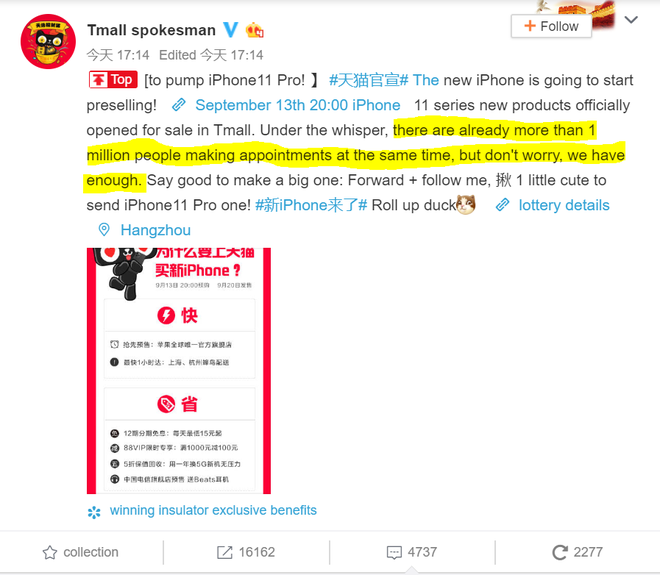 Tmall spokesman
+ Follow
今天 17:14 Edited 今天 17:14
Top [to pump iPhone11 Pro! 】 #天猫官宣# The new iPhone is going to start
preselling! September 13th 20:00 iPhone 11 series new products officially
opened for sale in Tmall. Under the whisper, there are already more than 1
million people making appointments at the same time, but don't worry, we have
enough. Say good to make a big one: Forward + follow me, 揪 1 little cute to
send iPhone11 Pro one! #新iPhone来了# Roll up duck lottery details
Hangzhou
为什么要上天猫
买新iPhone？
9月13日 20:00预购 9月20日发售
快
抢先预售：苹果全球唯一官方旗舰店
最快1小时达：上海、杭州蜂鸟配送
省
12期分期免息：每天最低15元起
88VIP限时专享：满1000元减100元
5折保值回收：用一年换5G新机无压力
中国电信旗舰店预售 送Beats耳机
winning insulator exclusive benefits
collection
16162
4737
2277